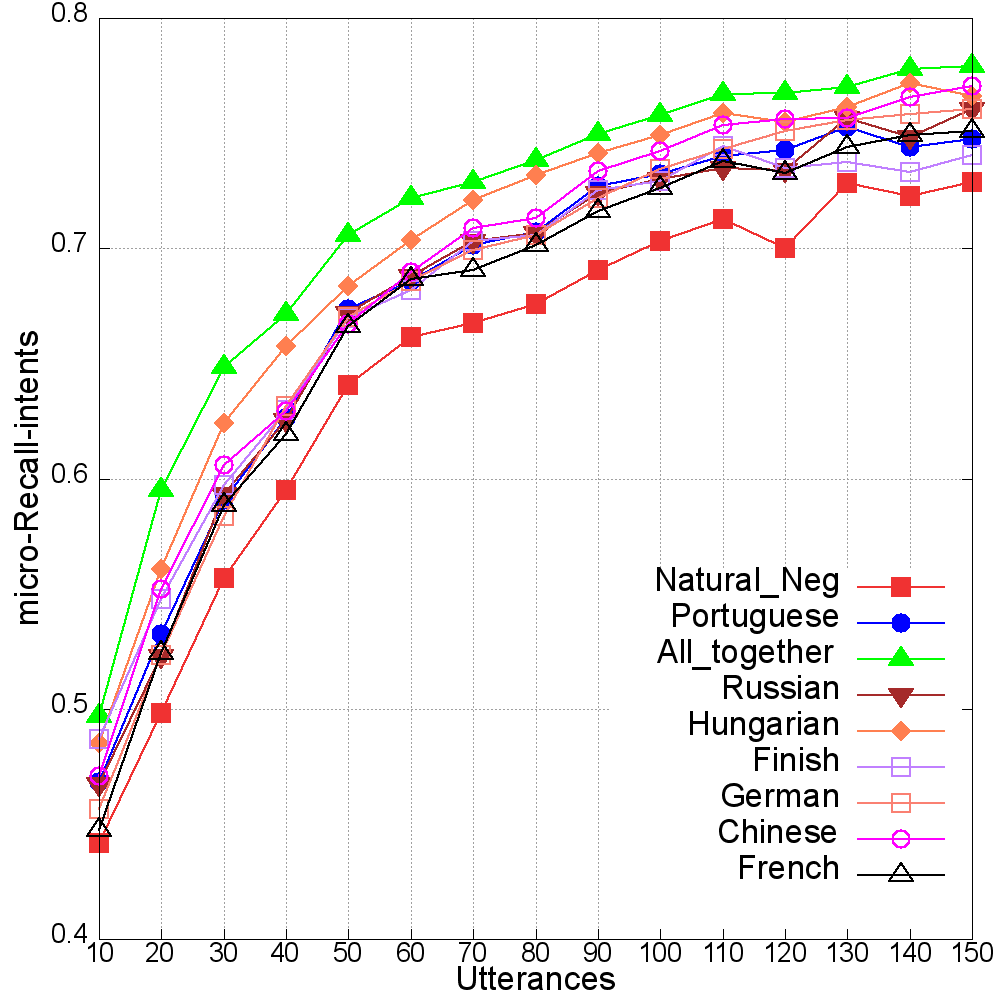 micro-Recall-intents
0.8
0.7
0.6
0.5
0.4
Natural_Neg
Portuguese
All_together
Russian
Hungarian
Finish
German
Chinese
French
10 20 30 40 50 60 70 80 90 100 110 120 130 140 150
Utterances